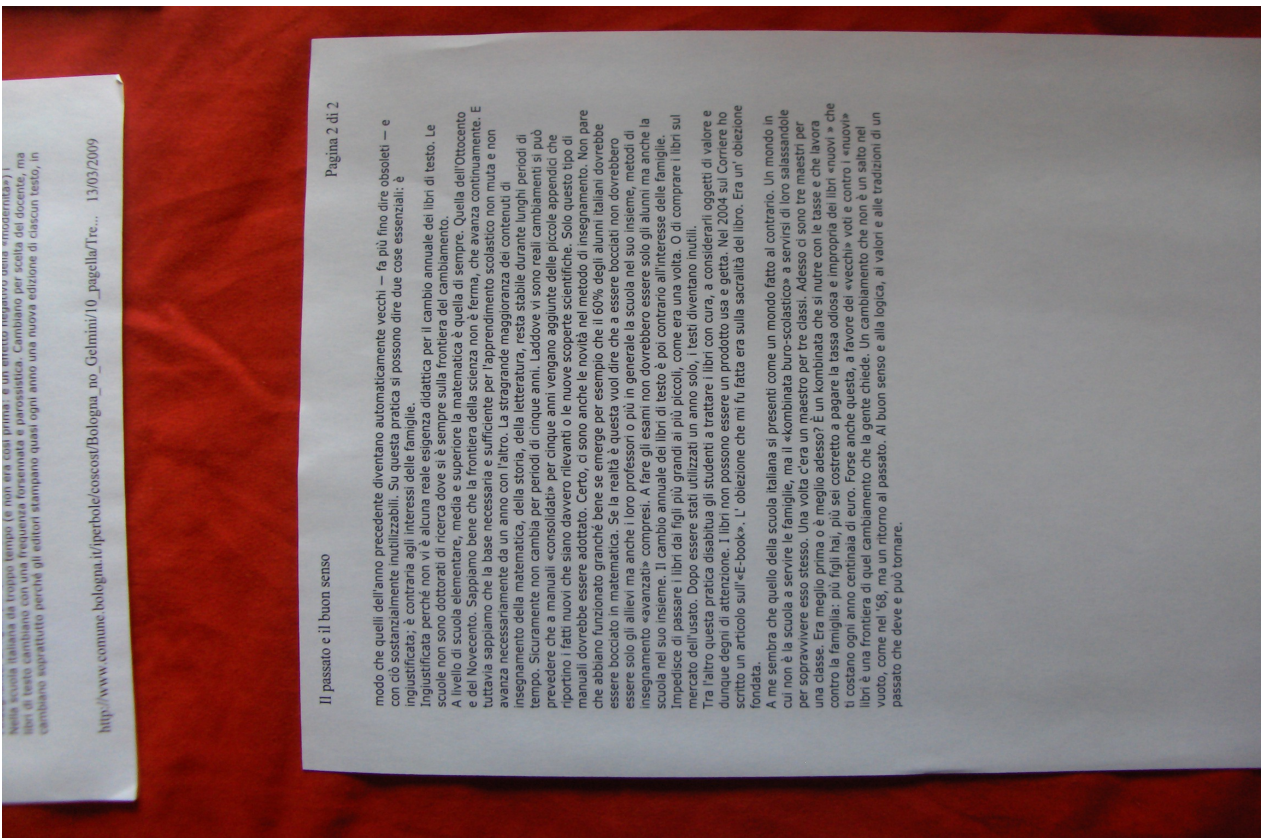 Nella scuola italiana da troppo tempo (e non era così prima: è un effetto negativo della «modernità») i
libri di testo cambiano con una frequenza forsennata e parossistica. Cambiano per scelta del docente, ma
cambiano soprattutto perché gli editori stampano quasi ogni anno una nuova edizione di ciascun testo, in
http://www.comune.bologna.it/iperbole/coscost/Bologna_no_Gelmini/10_pagella/Tre... 13/03/2009
Il passato e il buon senso Pagina 2 di 2
modo che quelli dell'anno precedente diventano automaticamente vecchi — fa più fino dire obsoleti — e
con ciò sostanzialmente inutilizzabili. Su questa pratica si possono dire due cose essenziali: è
ingiustificata; è contraria agli interessi delle famiglie.
Ingiustificata perché non vi è alcuna reale esigenza didattica per il cambio annuale dei libri di testo. Le
scuole non sono dottorati di ricerca dove si è sempre sulla frontiera del cambiamento.
A livello di scuola elementare, media e superiore la matematica è quella di sempre. Quella dell'Ottocento
e del Novecento. Sappiamo bene che la frontiera della scienza non è ferma, che avanza continuamente. E
tuttavia sappiamo che la base necessaria e sufficiente per l'apprendimento scolastico non muta e non
avanza necessariamente da un anno con l'altro. La stragrande maggioranza dei contenuti di
insegnamento della matematica, della storia, della letteratura, resta stabile durante lunghi periodi di
tempo. Sicuramente non cambia per periodi di cinque anni. Laddove vi sono reali cambiamenti si può
prevedere che a manuali «consolidati» per cinque anni vengano aggiunte delle piccole appendici che
riportino i fatti nuovi che siano davvero rilevanti o le nuove scoperte scientifiche. Solo questo tipo di
manuali dovrebbe essere adottato. Certo, ci sono anche le novità nel metodo di insegnamento. Non pare
che abbiano funzionato granché bene se emerge per esempio che il 60% degli alunni italiani dovrebbe
essere bocciato in matematica. Se la realtà è questa vuol dire che a essere bocciati non dovrebbero
essere solo gli allievi ma anche i loro professori o più in generale la scuola nel suo insieme, metodi di
insegnamento «avanzati» compresi. A fare gli esami non dovrebbero essere solo gli alunni ma anche la
scuola nel suo insieme. Il cambio annuale dei libri di testo è poi contrario all'interesse delle famiglie.
Impedisce di passare i libri dai figli più grandi ai più piccoli, come era una volta. O di comprare i libri sul
mercato dell'usato. Dopo essere stati utilizzati un anno solo, i testi diventano inutili.
Tra l'altro questa pratica disabitua gli studenti a trattare i libri con cura, a considerarli oggetti di valore e
dunque degni di attenzione. I libri non possono essere un prodotto usa e getta. Nel 2004 sul Corriere ho
scritto un articolo sull'«E-book». L' obiezione che mi fu fatta era sulla sacralità del libro. Era un' obiezione
fondata.
A me sembra che quello della scuola italiana si presenti come un mondo fatto al contrario. Un mondo in
cui non è la scuola a servire le famiglie, ma il «kombinata buro-scolastico» a servirsi di loro salassandole
per sopravvivere esso stesso. Una volta c'era un maestro per tre classi. Adesso ci sono tre maestri per
una classe. Era meglio prima o è meglio adesso? È un kombinata che si nutre con le tasse e che lavora
contro la famiglia: più figli hai, più sei costretto a pagare la tassa odiosa e impropria dei libri «nuovi » che
ti costano ogni anno centinaia di euro. Forse anche questa, a favore dei «vecchi» voti e contro i «nuovi»
libri è una frontiera di quel cambiamento che la gente chiede. Un cambiamento che non è un salto nel
vuoto, come nel '68, ma un ritorno al passato. Al buon senso e alla logica, ai valori e alle tradizioni di un
passato che deve e può tornare.